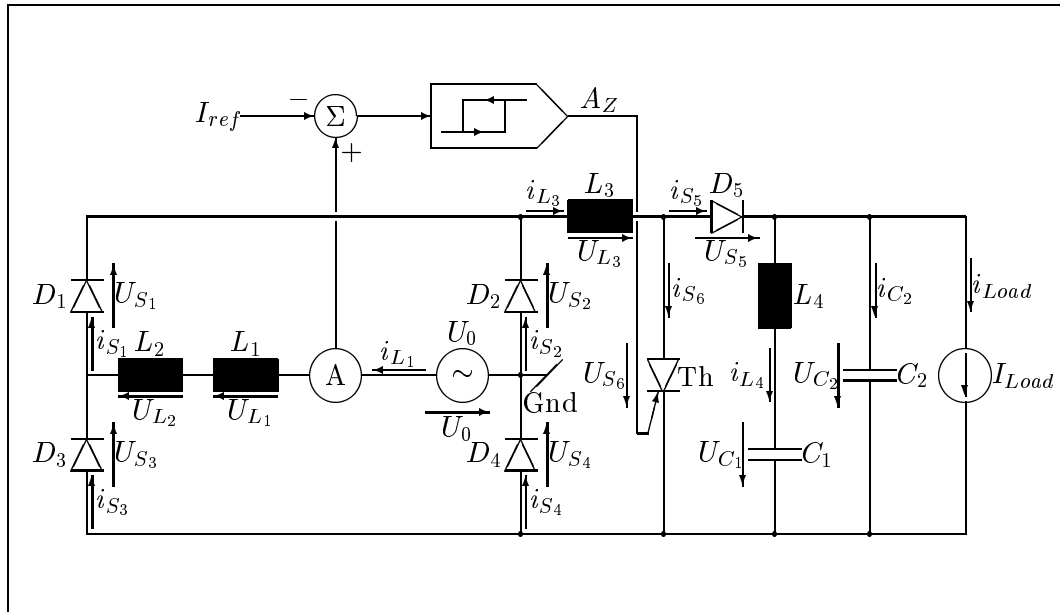 A_Z
I_ref − Σ
+
i_L3 L_3 i_S5 D_5
U_L3 U_S5
D_1 U_S1 D_2 U_S2 i_S6 L_4 i_C2 i_Load
i_S1 L_2 L_1 U_0 i_S2
A i_L1 ~ U_S6 Th i_L4 U_C2 C_2 I_Load
U_L2 U_L1 U_0 Gnd
D_3 U_S3 D_4 U_S4 U_C1 C_1
i_S3 i_S4